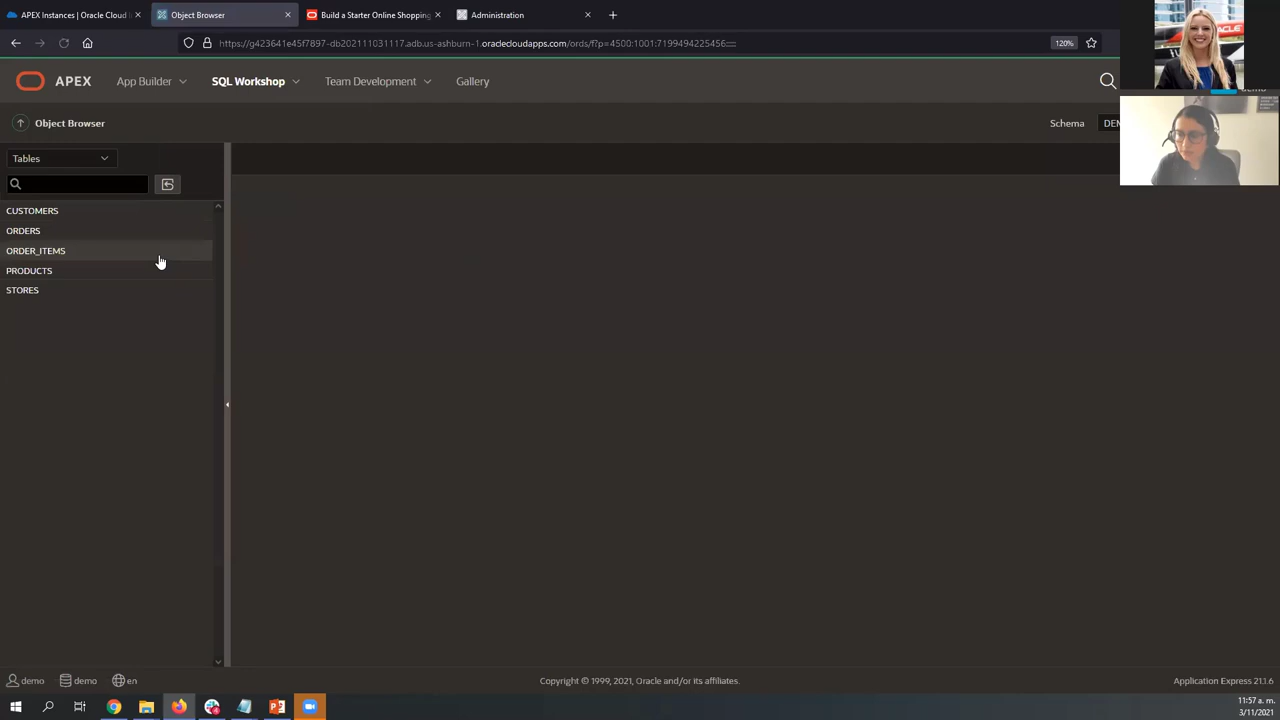 APEX Instances | Oracle Cloud I
Object Browser
Build a Starter Online Shopping
Administration
https://g423641e45f7897-db202111031117.adb.us-ashburn-1.oraclecloudapps.com/ords/f?p=4500:1001:7199494225456:::::
120%
APEX
App Builder
SQL Workshop
Team Development
Gallery
demo
Object Browser
Schema
Tables
CUSTOMERS
ORDERS
ORDER_ITEMS
PRODUCTS
STORES
demo
demo
en
Copyright © 1999, 2021, Oracle and/or its affiliates.
Application Express 21.1.6
11:57 a. m.
3/11/2021